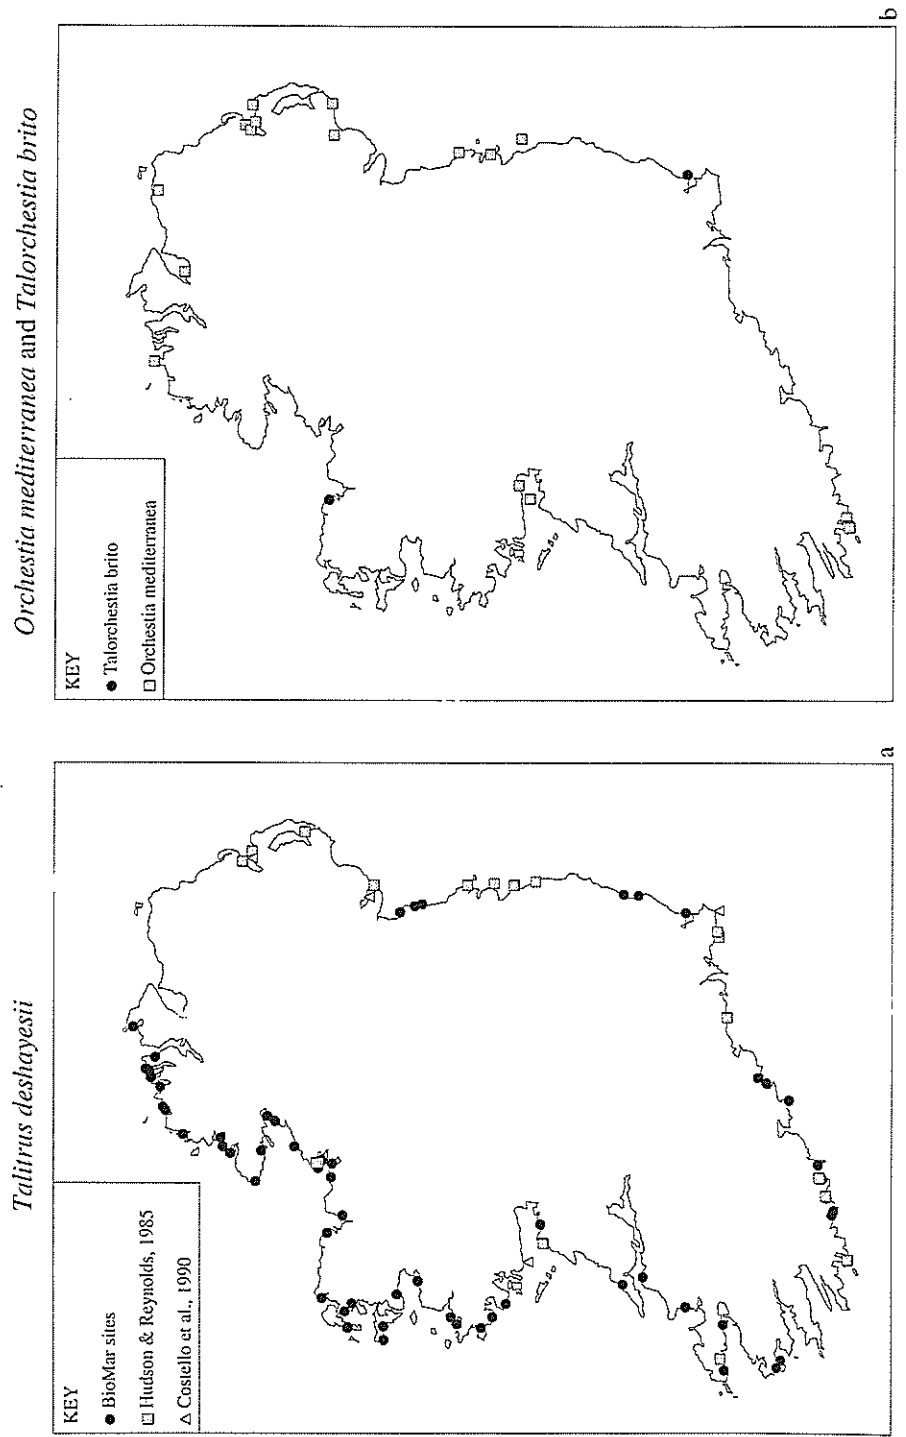 Talitrus deshayesii
KEY
BioMar sites
Hudson & Reynolds, 1985
Costello et al., 1990
a
Orchestia mediterranea and Talorchestia brito
KEY
Talorchestia brito
Orchestia mediterranea
b